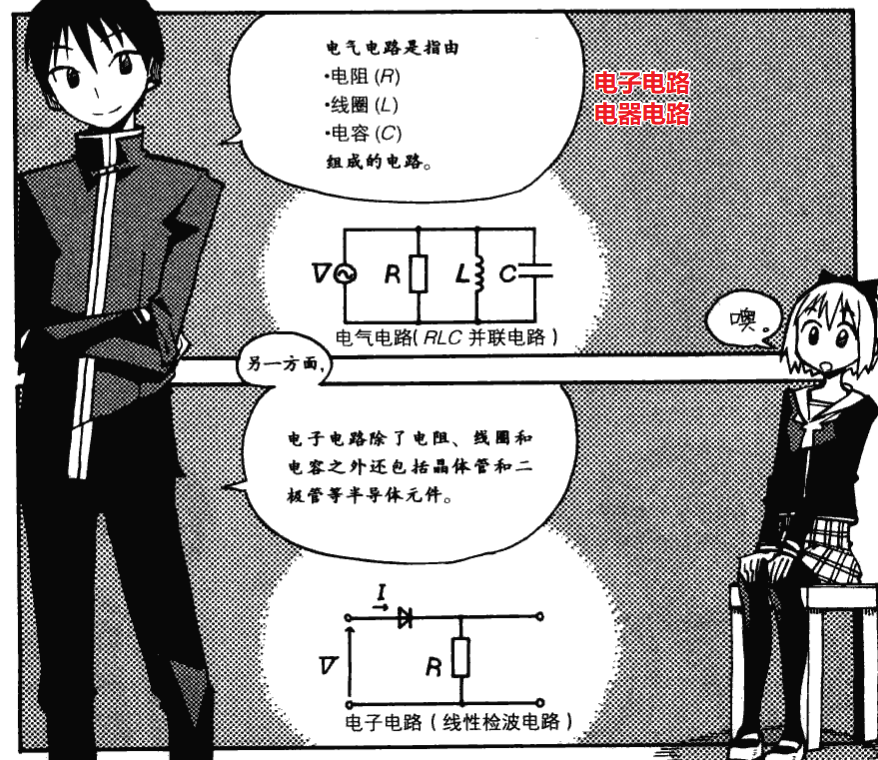 电气电路是指由
·电阻 (R)
·线圈 (L)
·电容 (C)
组成的电路。
电子电路
电器电路
V R L C
电气电路( RLC 并联电路 )
噢。
另一方面,
电子电路除了电阻、线圈和
电容之外还包括晶体管和二
极管等半导体元件。
I
V R
电子电路 ( 线性检波电路 )